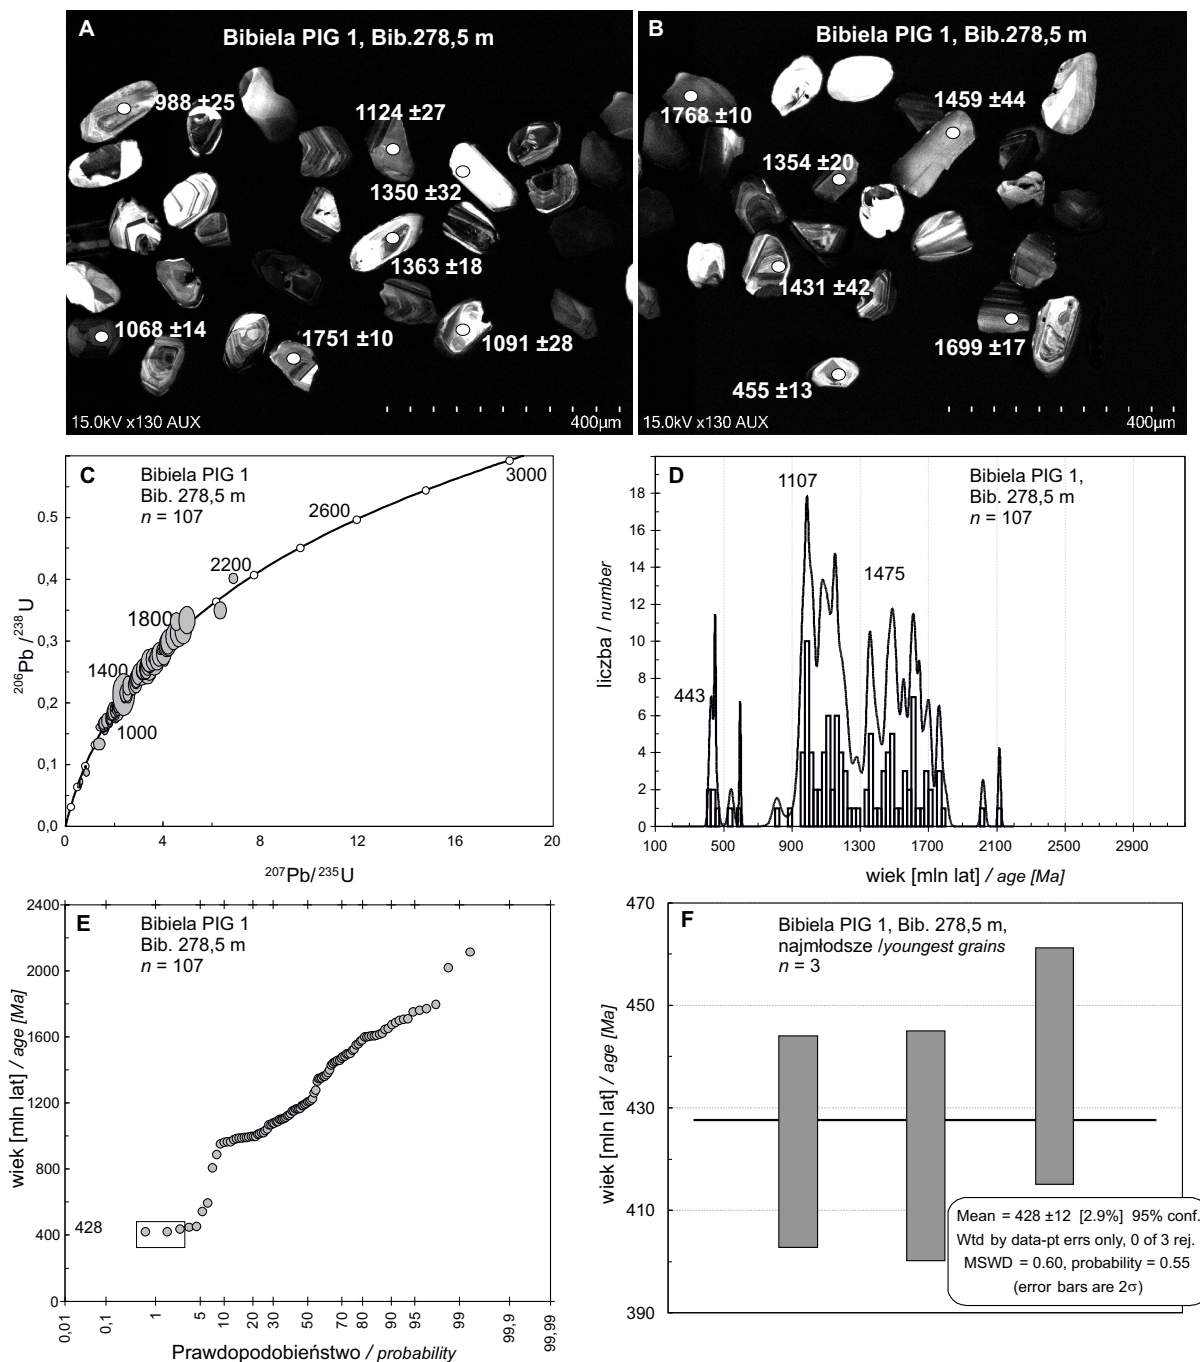 A
Bibiela PIG 1, Bib.278,5 m
988 ±25
1124 ±27
1350 ±32
1363 ±18
1068 ±14
1751 ±10
1091 ±28
15.0kV x130 AUX
400µm
B
Bibiela PIG 1, Bib.278,5 m
1768 ±10
1459 ±44
1354 ±20
1431 ±42
1699 ±17
455 ±13
15.0kV x130 AUX
400µm
C
Bibiela PIG 1
Bib. 278,5 m
n = 107
3000
2600
2200
1800
1400
1000
0.5
0,4
0,3
0,2
0,1
0,0
0
4
8
12
16
20
206Pb/238U
207Pb/235U
D
Bibiela PIG 1,
Bib. 278,5 m
n = 107
1107
1475
443
18
16
14
12
10
8
6
4
2
0
100
500
900
1300
1700
2100
2500
2900
liczba / number
wiek [mln lat] / age [Ma]
E
Bibiela PIG 1
Bib. 278,5 m
n = 107
2400
2000
1600
1200
800
400
0
428
wiek [mln lat] / age [Ma]
0,01
0,1
1
5
10
20
30
50
70
80
90
95
99
99,9
99,99
Prawdopodobieństwo / probability
F
Bibiela PIG 1, Bib. 278,5 m,
najmłodsze /youngest grains
n = 3
470
450
430
410
390
wiek [mln lat] / age [Ma]
Mean = 428 ±12 [2.9%] 95% conf.
Wtd by data-pt errs only, 0 of 3 rej.
MSWD = 0.60, probability = 0.55
(error bars are 2σ)